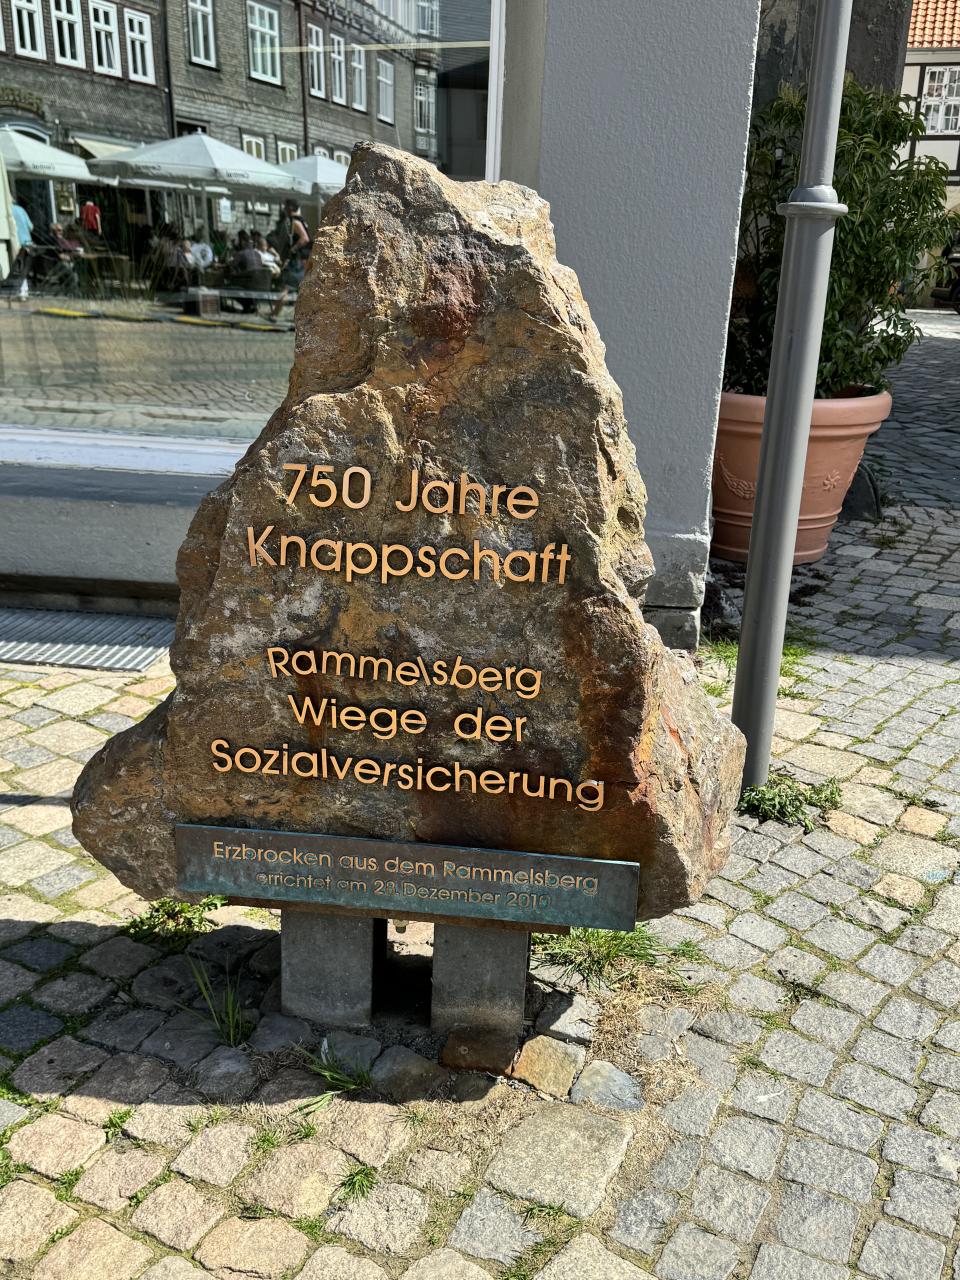 750 Jahre
Knappschaft
Rammelsberg
Wiege der
Sozialversicherung
Erzbrocken aus dem Rammelsberg
errichtet am 28. Dezember 2010